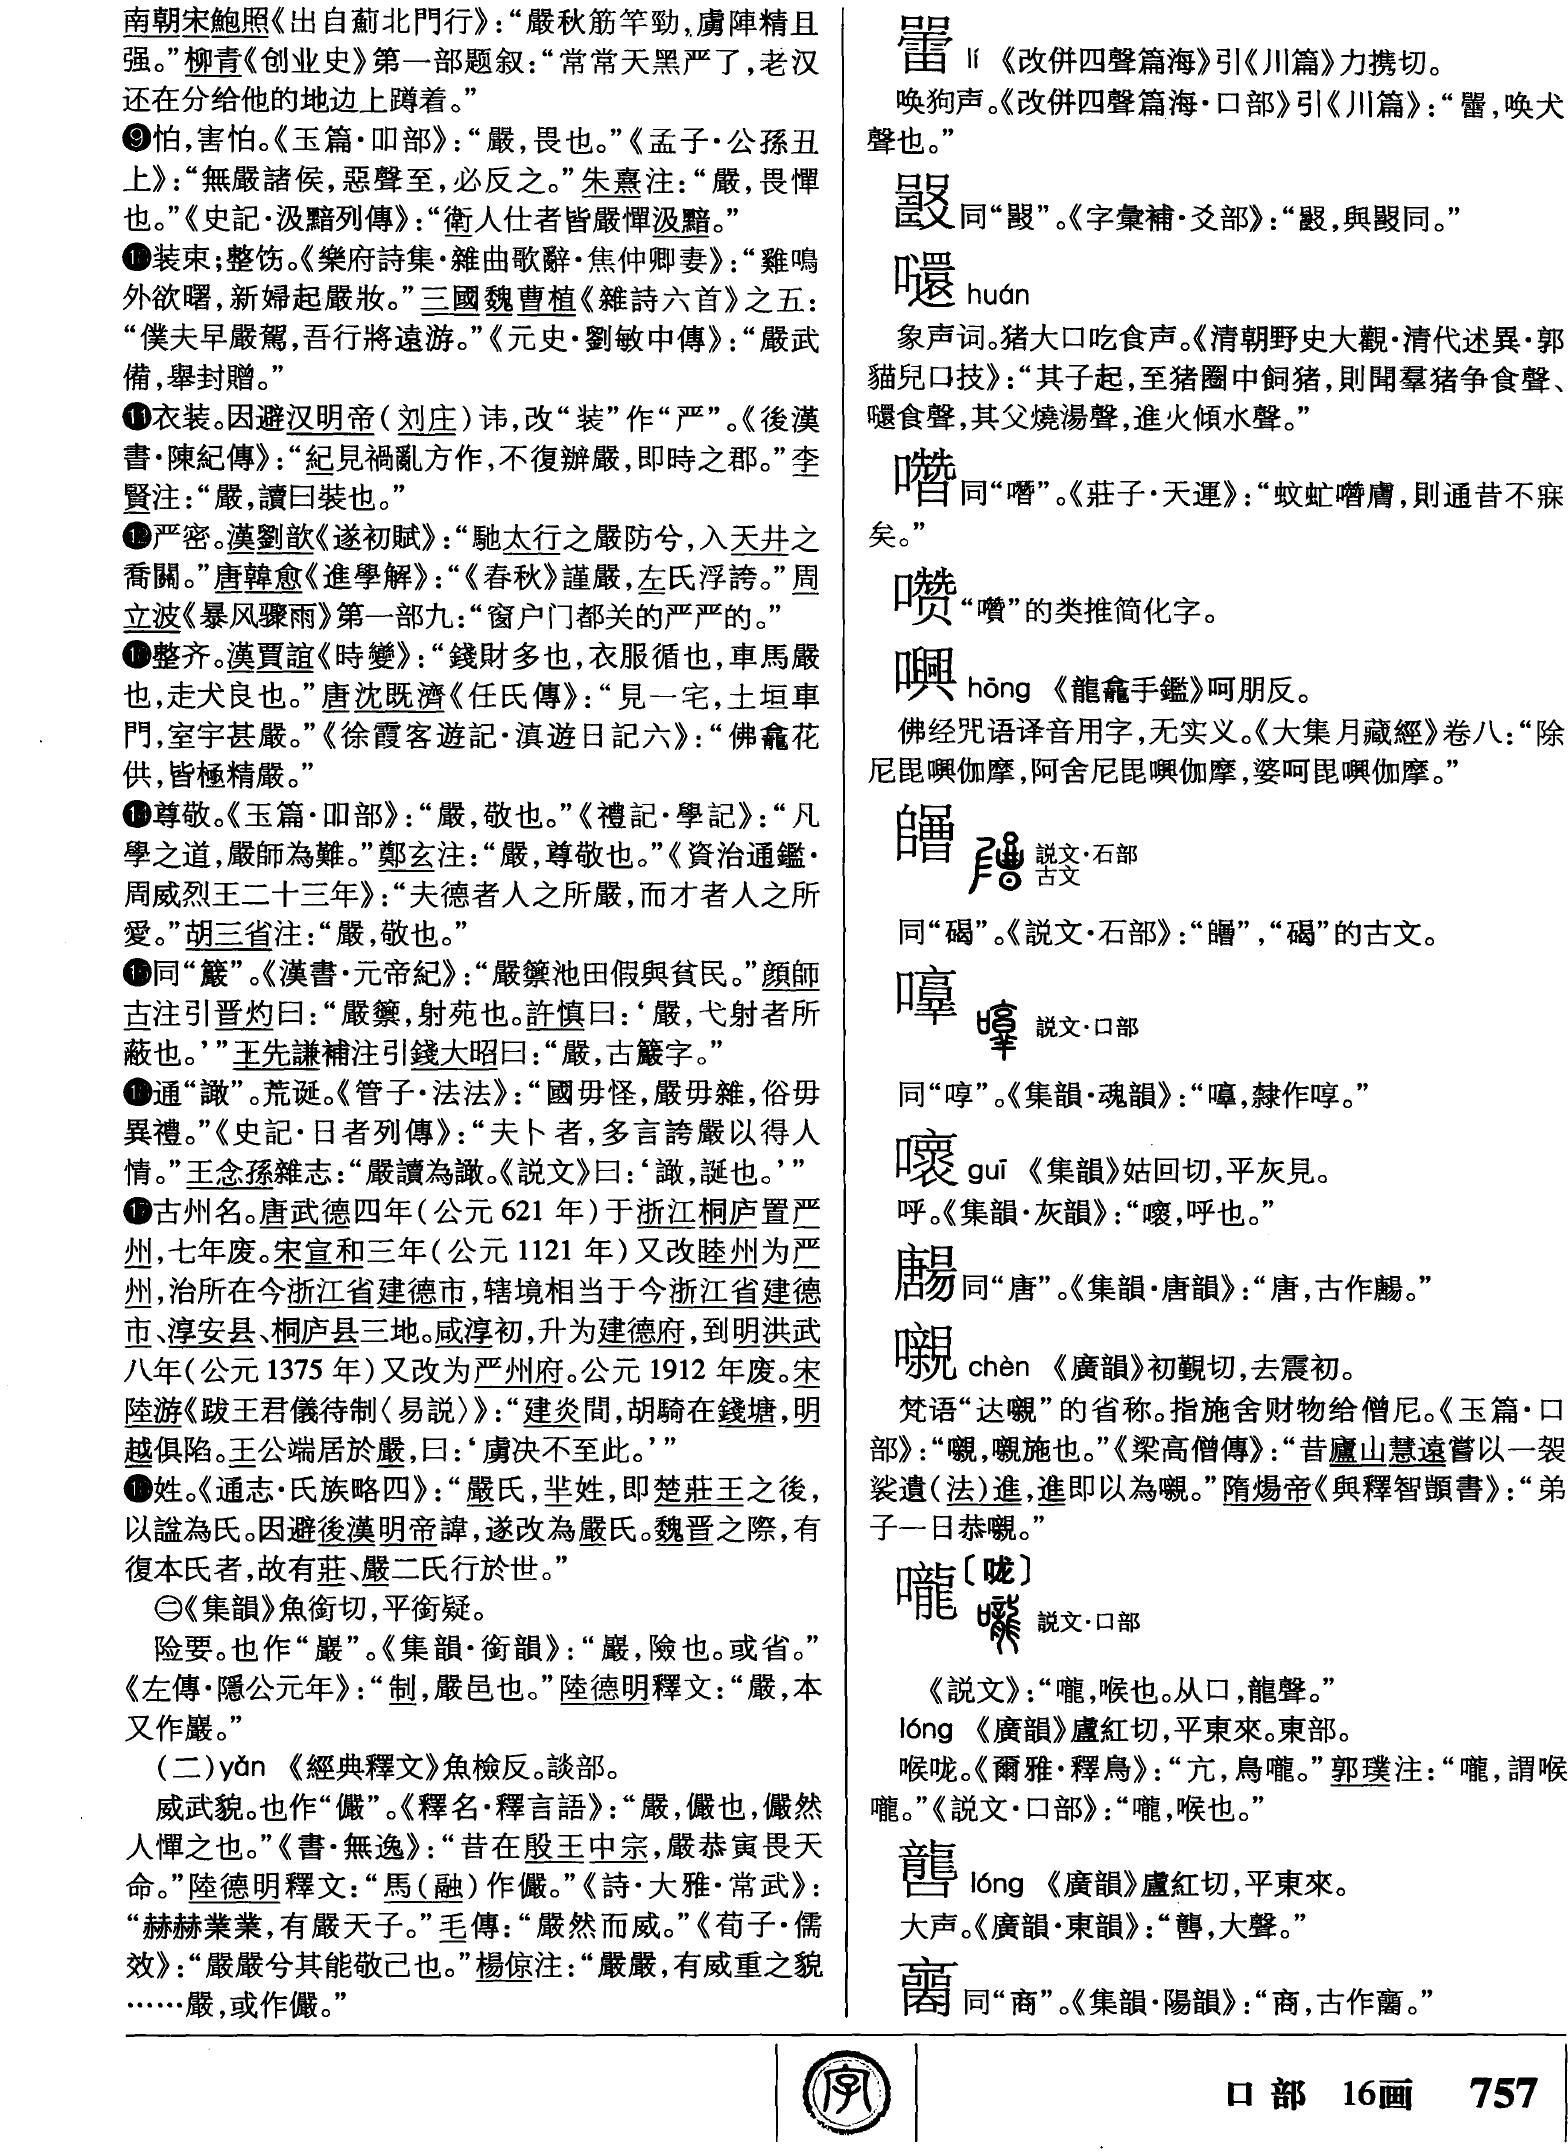 南朝宋鮑照《出自薊北門行》：“嚴秋筋竿勁，虜陣精且
强。”柳青《创业史》第一部题叙：“常常天黑严了，老汉
还在分给他的地边上蹲着。”
❾怕，害怕。《玉篇·吅部》：“嚴，畏也。”《孟子·公孫丑
上》：“無嚴諸侯，惡聲至，必反之。”朱熹注：“嚴，畏憚
也。”《史記·汲黯列傳》：“衛人仕者皆嚴憚汲黯。”
❿装束；整饬。《樂府詩集·雜曲歌辭·焦仲卿妻》：“雞鳴
外欲曙，新婦起嚴妝。”三國魏曹植《雜詩六首》之五：
“僕夫早嚴駕，吾行將遠游。”《元史·劉敏中傳》：“嚴武
備，舉封贈。”
⓫衣装。因避汉明帝（刘庄）讳，改“装”作“严”。《後漢
書·陳紀傳》：“紀見禍亂方作，不復辦嚴，即時之郡。”李
賢注：“嚴，讀曰裝也。”
⓬严密。漢劉歆《遂初賦》：“馳太行之嚴防兮，入天井之
喬關。”唐韓愈《進學解》：“《春秋》謹嚴，左氏浮誇。”周
立波《暴风骤雨》第一部九：“窗户门都关的严严的。”
⓭整齐。漢賈誼《時變》：“錢財多也，衣服循也，車馬嚴
也，走犬良也。”唐沈既濟《任氏傳》：“見一宅，土垣車
門，室宇甚嚴。”《徐霞客遊記·滇遊日記六》：“佛龕花
供，皆極精嚴。”
⓮尊敬。《玉篇·吅部》：“嚴，敬也。”《禮記·學記》：“凡
學之道，嚴師為難。”鄭玄注：“嚴，尊敬也。”《資治通鑑·
周威烈王二十三年》：“夫德者人之所嚴，而才者人之所
愛。”胡三省注：“嚴，敬也。”
⓯同“籞”。《漢書·元帝紀》：“嚴籞池田假與貧民。”顔師
古注引晋灼曰：“嚴籞，射苑也。許慎曰：‘嚴，弋射者所
蔽也。’”王先謙補注引錢大昭曰：“嚴，古簺字。”
⓰通“譀”。荒诞。《管子·法法》：“國毋怪，嚴毋雜，俗毋
異禮。”《史記·日者列傳》：“夫卜者，多言誇嚴以得人
情。”王念孫雜志：“嚴讀為譀。《説文》曰：‘譀，誕也。’”
⓱古州名。唐武德四年（公元621年）于浙江桐庐置严
州，七年废。宋宣和三年（公元1121年）又改睦州为严
州，治所在今浙江省建德市，辖境相当于今浙江省建德
市、淳安县、桐庐县三地。咸淳初，升为建德府，到明洪武
八年（公元1375年）又改为严州府。公元1912年废。宋
陸游《跋王君儀待制〈易説〉》：“建炎間，胡騎在錢塘，明
越俱陷。王公端居於嚴，曰：‘虜决不至此。’”
⓲姓。《通志·氏族略四》：“嚴氏，芈姓，即楚莊王之後，
以諡為氏。因避後漢明帝諱，遂改為嚴氏。魏晋之際，有
復本氏者，故有莊、嚴二氏行於世。”
㊁《集韻》魚銜切，平銜疑。
险要。也作“巖”。《集韻·銜韻》：“巖，險也。或省。”
《左傳·隱公元年》：“制，嚴邑也。”陸德明釋文：“嚴，本
又作巖。”
（二）yǎn 《經典釋文》魚檢反。談部。
威武貌。也作“儼”。《釋名·釋言語》：“嚴，儼也，儼然
人憚之也。”《書·無逸》：“昔在殷王中宗，嚴恭寅畏天
命。”陸德明釋文：“馬（融）作儼。”《詩·大雅·常武》：
“赫赫業業，有嚴天子。”毛傳：“嚴然而威。”《荀子·儒
效》：“嚴嚴兮其能敬己也。”楊倞注：“嚴嚴，有威重之貌
……嚴，或作儼。”
lí 《改併四聲篇海》引《川篇》力携切。
唤狗声。《改併四聲篇海·口部》引《川篇》：“，唤犬
聲也。”
同“”。《字彙補·爻部》：“，與同。”
噮 huán
象声词。猪大口吃食声。《清朝野史大觀·清代述異·郭
貓兒口技》：“其子起，至猪圈中飼猪，則聞羣猪争食聲、
食聲，其父燒湯聲，進火傾水聲。”
同“噆”。《莊子·天運》：“蚊虻噆膚，則通昔不寐
矣。”
“囋”的类推简化字。
hōng 《龍龕手鑑》呵朋反。
佛经咒语译音用字，无实义。《大集月藏經》卷八：“除
尼毘嚊伽摩，阿舍尼毘伽摩，婆呵毘伽摩。”
説文·石部
古文
同“碣”。《説文·石部》：“”，“碣”的古文。
説文·口部
同“啍”。《集韻·魂韻》：“，隸作啍。”
guī 《集韻》姑回切，平灰見。
呼。《集韻·灰韻》：“，呼也。”
同“唐”。《集韻·唐韻》：“唐，古作。”
嚫 chèn 《廣韻》初覲切，去震初。
梵语“达嚫”的省称。指施舍财物给僧尼。《玉篇·口
部》：“嚫，嚫施也。”《梁高僧傳》：“昔廬山慧遠嘗以一袈
裟遺（法）進，進即以為嚫。”隋煬帝《與釋智顗書》：“弟
子一日恭嚫。”
嚨〔咙〕
説文·口部
《説文》：“嚨，喉也。从口，龍聲。”
lóng 《廣韻》盧紅切，平東來。東部。
喉咙。《爾雅·釋鳥》：“亢，鳥嚨。”郭璞注：“嚨，謂喉
嚨。”《説文·口部》：“嚨，喉也。”
lóng 《廣韻》盧紅切，平東來。
大声。《廣韻·東韻》：“，大聲。”
同“商”。《集韻·陽韻》：“商，古作。”
字
口部 16画 757